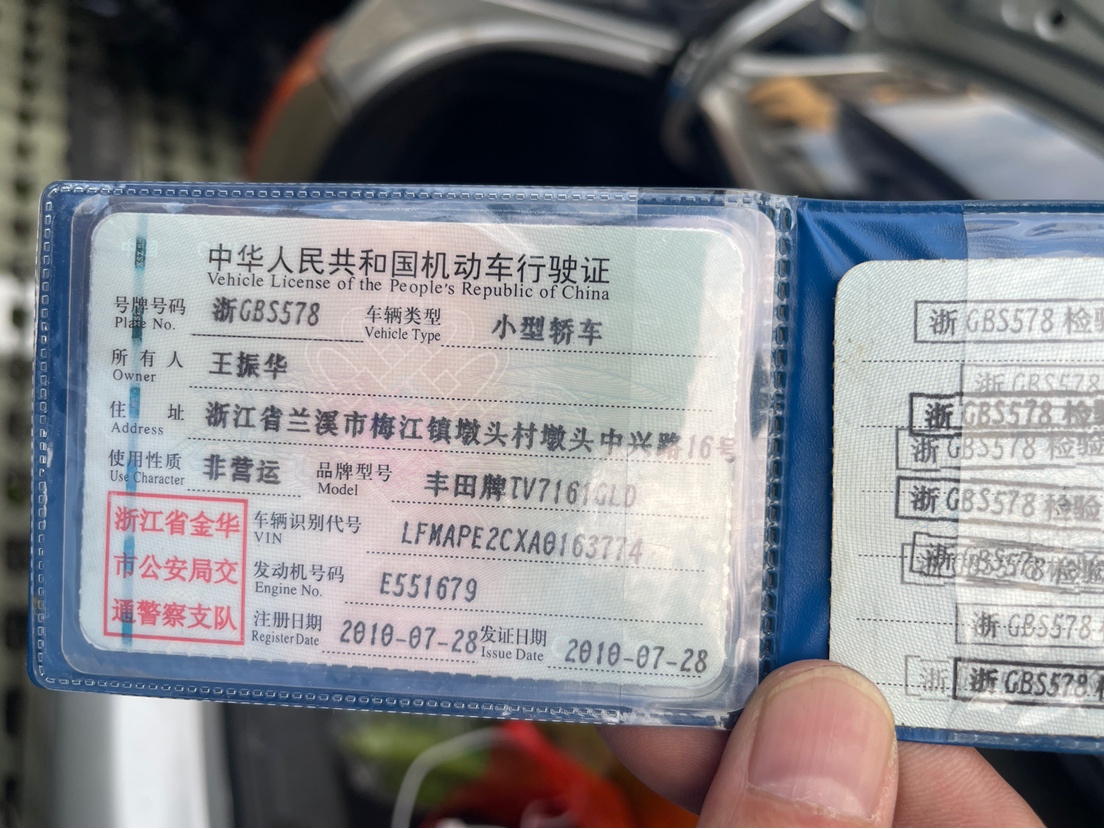 中华人民共和国机动车行驶证
Vehicle License of the People's Republic of China
号牌号码 浙GBS578 车辆类型 小型轿车
Plate No. Vehicle Type
所有人 王振华
Owner
住址 浙江省兰溪市梅江镇墩头村墩头中兴路16号
Address
使用性质 非营运 品牌型号 丰田牌TV7161GLD
Use Character Model
车辆识别代号 LFMAPE2CXA0163774
VIN
发动机号码 E551679
Engine No.
注册日期 2010-07-28 发证日期 2010-07-28
Register Date Issue Date
浙江省金华
市公安局交
通警察支队
浙GBS578 检验
浙GBS578
浙GBS578 检
浙GBS578 检验
浙GBS578 检验
浙GBS578 检验
浙GBS578
浙 浙GBS578